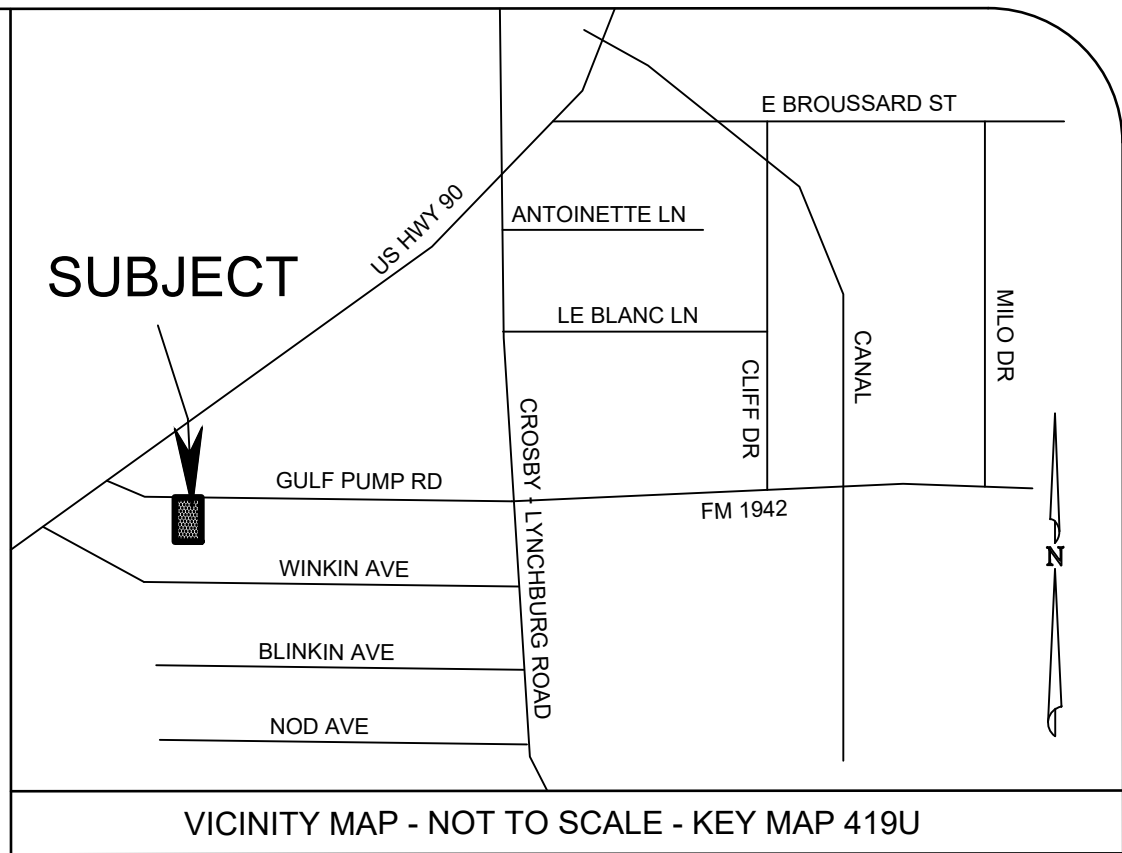 E BROUSSARD ST
ANTOINETTE LN
US HWY 90
SUBJECT
LE BLANC LN
MILO DR
CANAL
CLIFF DR
CROSBY - LYNCHBURG ROAD
GULF PUMP RD
FM 1942
N
WINKIN AVE
BLINKIN AVE
NOD AVE
VICINITY MAP - NOT TO SCALE - KEY MAP 419U